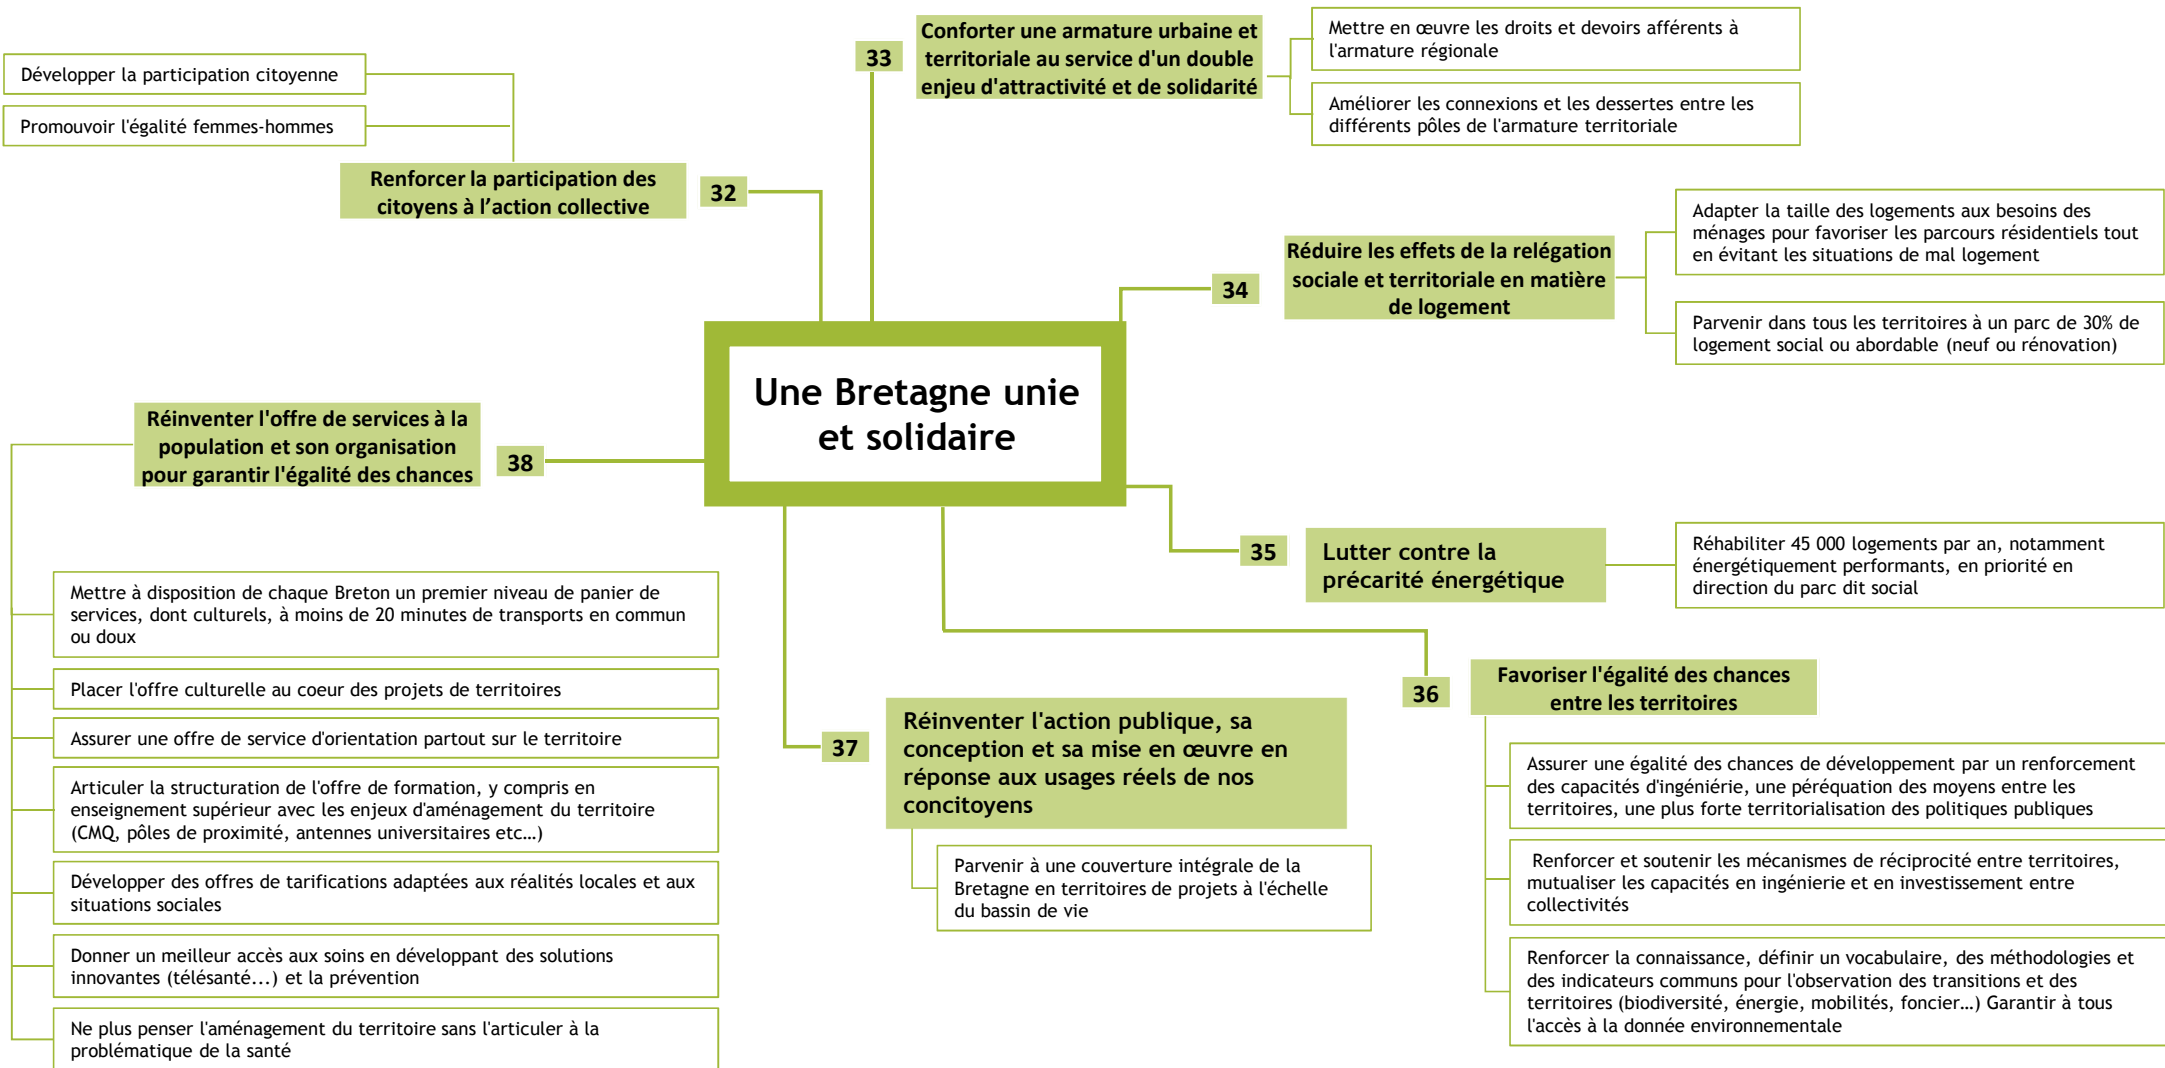 Une Bretagne unie
et solidaire
32
Renforcer la participation des
citoyens à l’action collective
Développer la participation citoyenne
Promouvoir l'égalité femmes-hommes
33
Conforter une armature urbaine et
territoriale au service d'un double
enjeu d'attractivité et de solidarité
Mettre en œuvre les droits et devoirs afférents à
l'armature régionale
Améliorer les connexions et les dessertes entre les
différents pôles de l'armature territoriale
34
Réduire les effets de la relégation
sociale et territoriale en matière
de logement
Adapter la taille des logements aux besoins des
ménages pour favoriser les parcours résidentiels tout
en évitant les situations de mal logement
Parvenir dans tous les territoires à un parc de 30% de
logement social ou abordable (neuf ou rénovation)
35
Lutter contre la
précarité énergétique
Réhabiliter 45 000 logements par an, notamment
énergétiquement performants, en priorité en
direction du parc dit social
36
Favoriser l'égalité des chances
entre les territoires
Assurer une égalité des chances de développement par un renforcement
des capacités d'ingéniérie, une péréquation des moyens entre les
territoires, une plus forte territorialisation des politiques publiques
Renforcer et soutenir les mécanismes de réciprocité entre territoires,
mutualiser les capacités en ingénierie et en investissement entre
collectivités
Renforcer la connaissance, définir un vocabulaire, des méthodologies et
des indicateurs communs pour l'observation des transitions et des
territoires (biodiversité, énergie, mobilités, foncier…) Garantir à tous
l'accès à la donnée environnementale
37
Réinventer l'action publique, sa
conception et sa mise en œuvre en
réponse aux usages réels de nos
concitoyens
Parvenir à une couverture intégrale de la
Bretagne en territoires de projets à l'échelle
du bassin de vie
38
Réinventer l'offre de services à la
population et son organisation
pour garantir l'égalité des chances
Mettre à disposition de chaque Breton un premier niveau de panier de
services, dont culturels, à moins de 20 minutes de transports en commun
ou doux
Placer l'offre culturelle au coeur des projets de territoires
Assurer une offre de service d'orientation partout sur le territoire
Articuler la structuration de l'offre de formation, y compris en
enseignement supérieur avec les enjeux d'aménagement du territoire
(CMQ, pôles de proximité, antennes universitaires etc…)
Développer des offres de tarifications adaptées aux réalités locales et aux
situations sociales
Donner un meilleur accès aux soins en développant des solutions
innovantes (télésanté...) et la prévention
Ne plus penser l'aménagement du territoire sans l'articuler à la
problématique de la santé